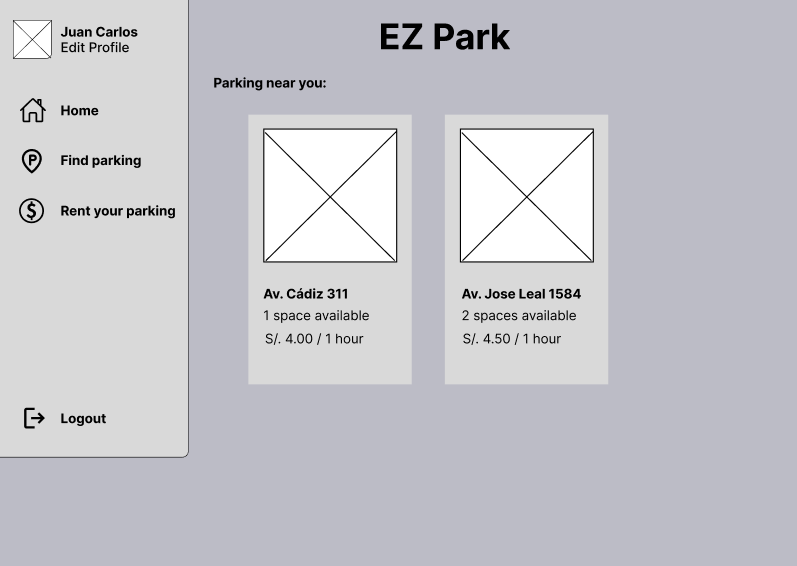 Juan Carlos
Edit Profile
Home
Find parking
Rent your parking
Logout
EZ Park
Parking near you:
Av. Cádiz 311
1 space available
S/. 4.00 / 1 hour
Av. Jose Leal 1584
2 spaces available
S/. 4.50 / 1 hour